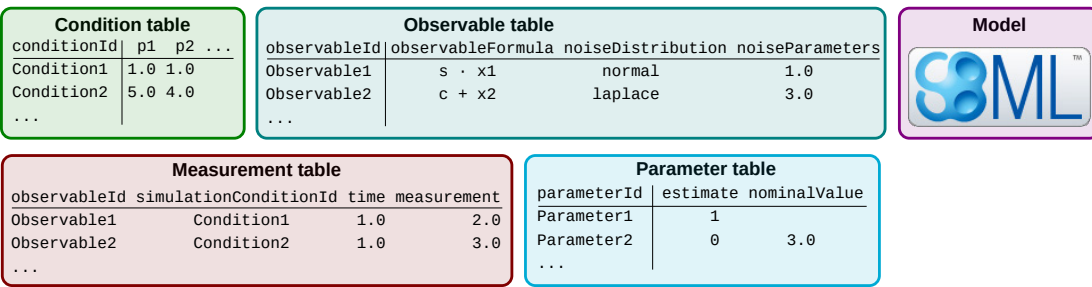 Condition table
conditionId p1 p2 ...
Condition1 1.0 1.0
Condition2 5.0 4.0
...
Observable table
observableId observableFormula noiseDistribution noiseParameters
Observable1 s · x1 normal 1.0
Observable2 c + x2 laplace 3.0
...
Model
SBML™
Measurement table
observableId simulationConditionId time measurement
Observable1 Condition1 1.0 2.0
Observable2 Condition2 1.0 3.0
...
Parameter table
parameterId estimate nominalValue
Parameter1 1
Parameter2 0 3.0
...